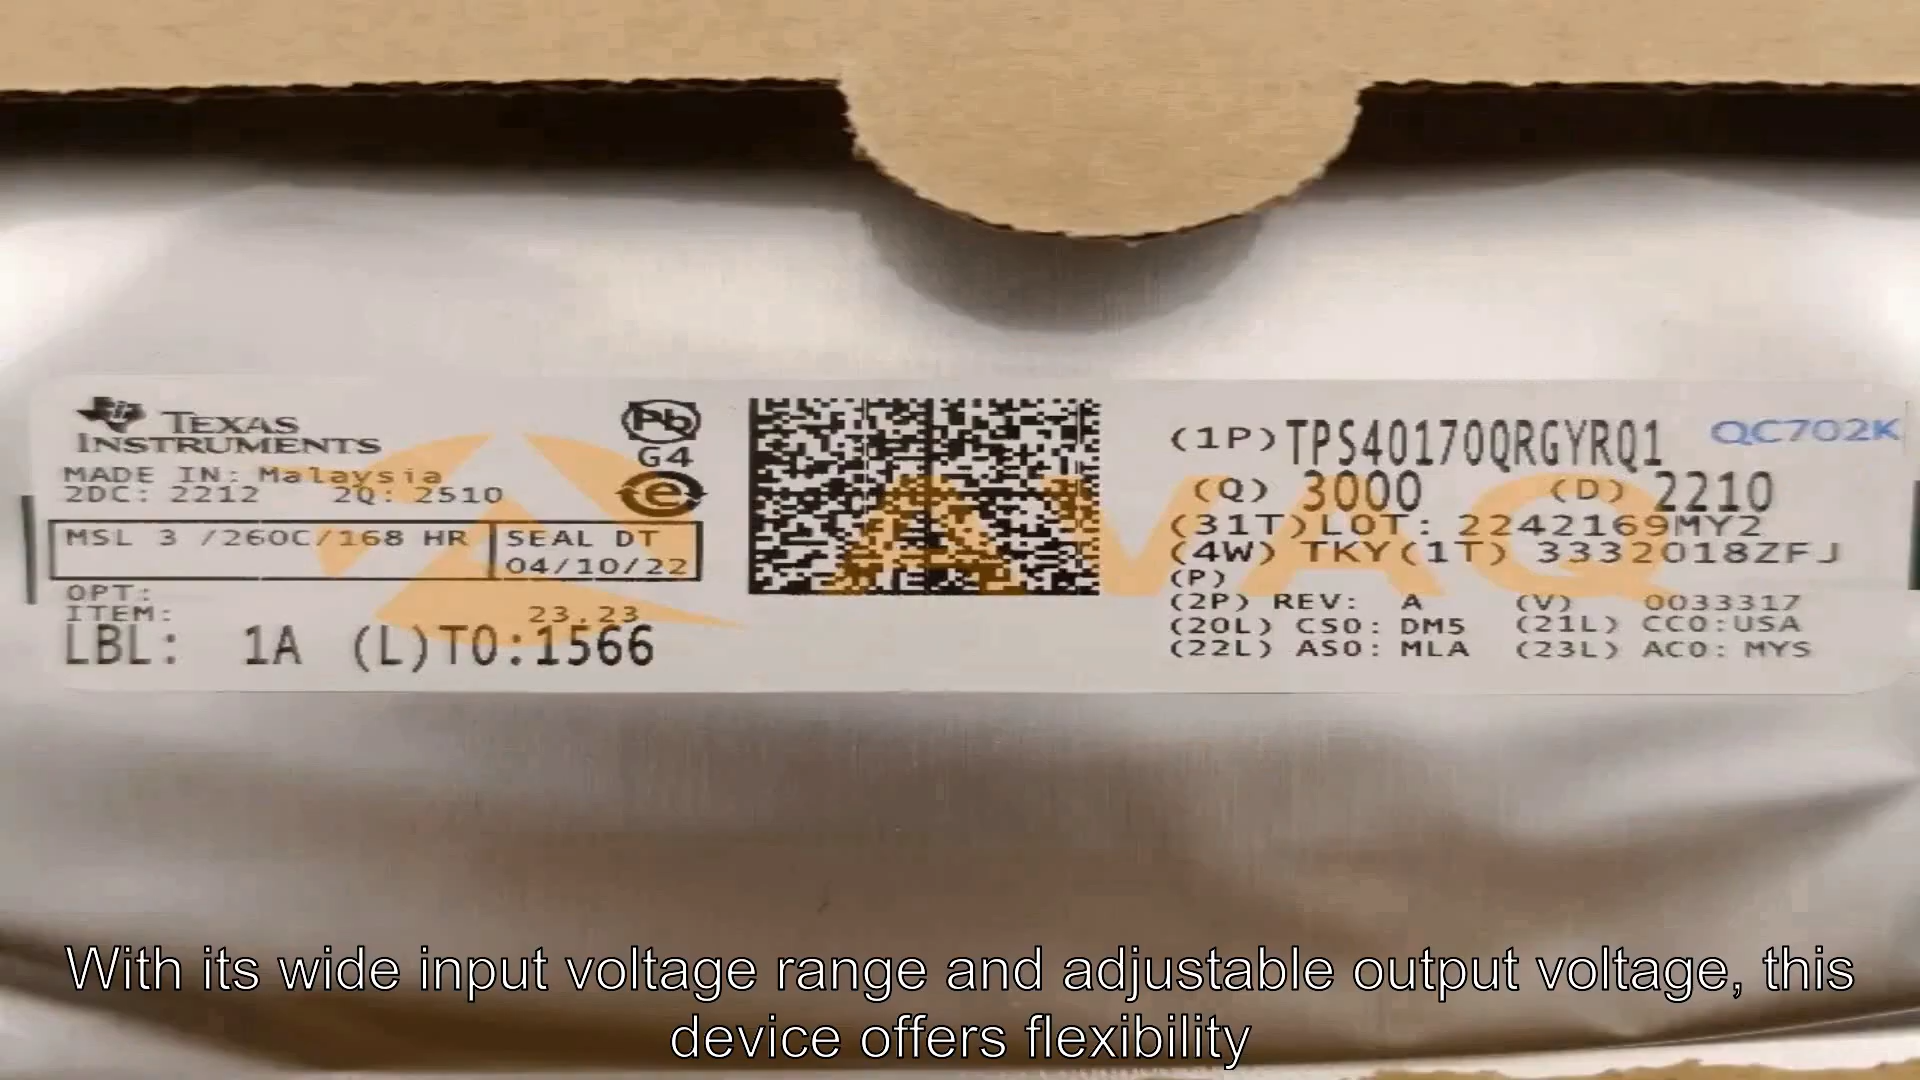 TEXAS
INSTRUMENTS
MADE IN: Malaysia
2DC: 2212 2Q: 2510
MSL 3 /260C/168 HR
SEAL DT
04/10/22
OPT:
ITEM:
23,23
LBL: 1A (L)TO:1566
Pb
G4
e
(1P)TPS40170QRGYRQ1 QC702K
(Q) 3000 (D) 2210
(31T)LOT: 2242169MY2
(4W) TKY(1T) 3332018ZFJ
(P)
(2P) REV: A (V) 0033317
(20L) CSO: DM5 (21L) CCO:USA
(22L) ASO: MLA (23L) ACO: MYS
AVAQ
With its wide input voltage range and adjustable output voltage, this
device offers flexibility